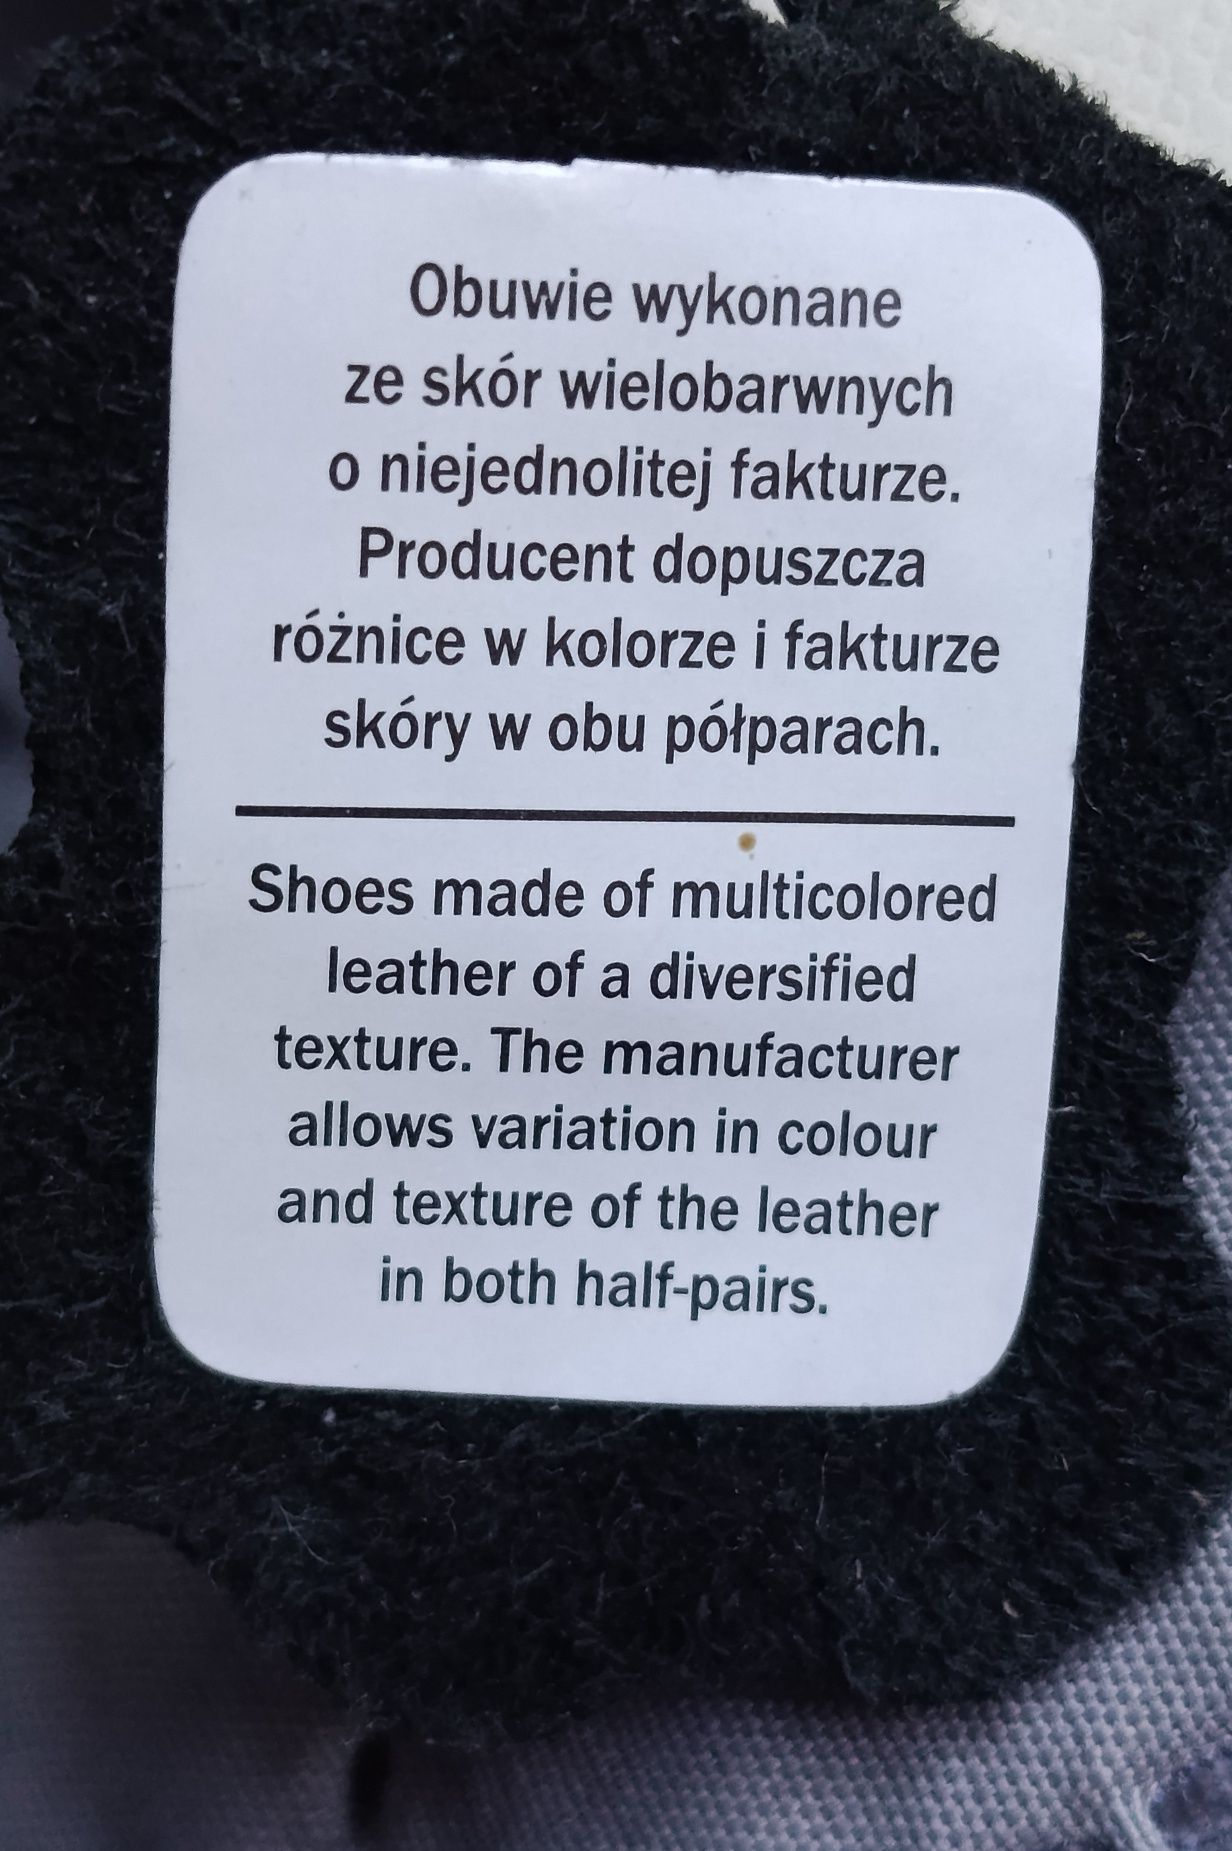 Obuwie wykonane
ze skór wielobarwnych
o niejednolitej fakturze.
Producent dopuszcza
różnice w kolorze i fakturze
skóry w obu półparach.
Shoes made of multicolored
leather of a diversified
texture. The manufacturer
allows variation in colour
and texture of the leather
in both half-pairs.